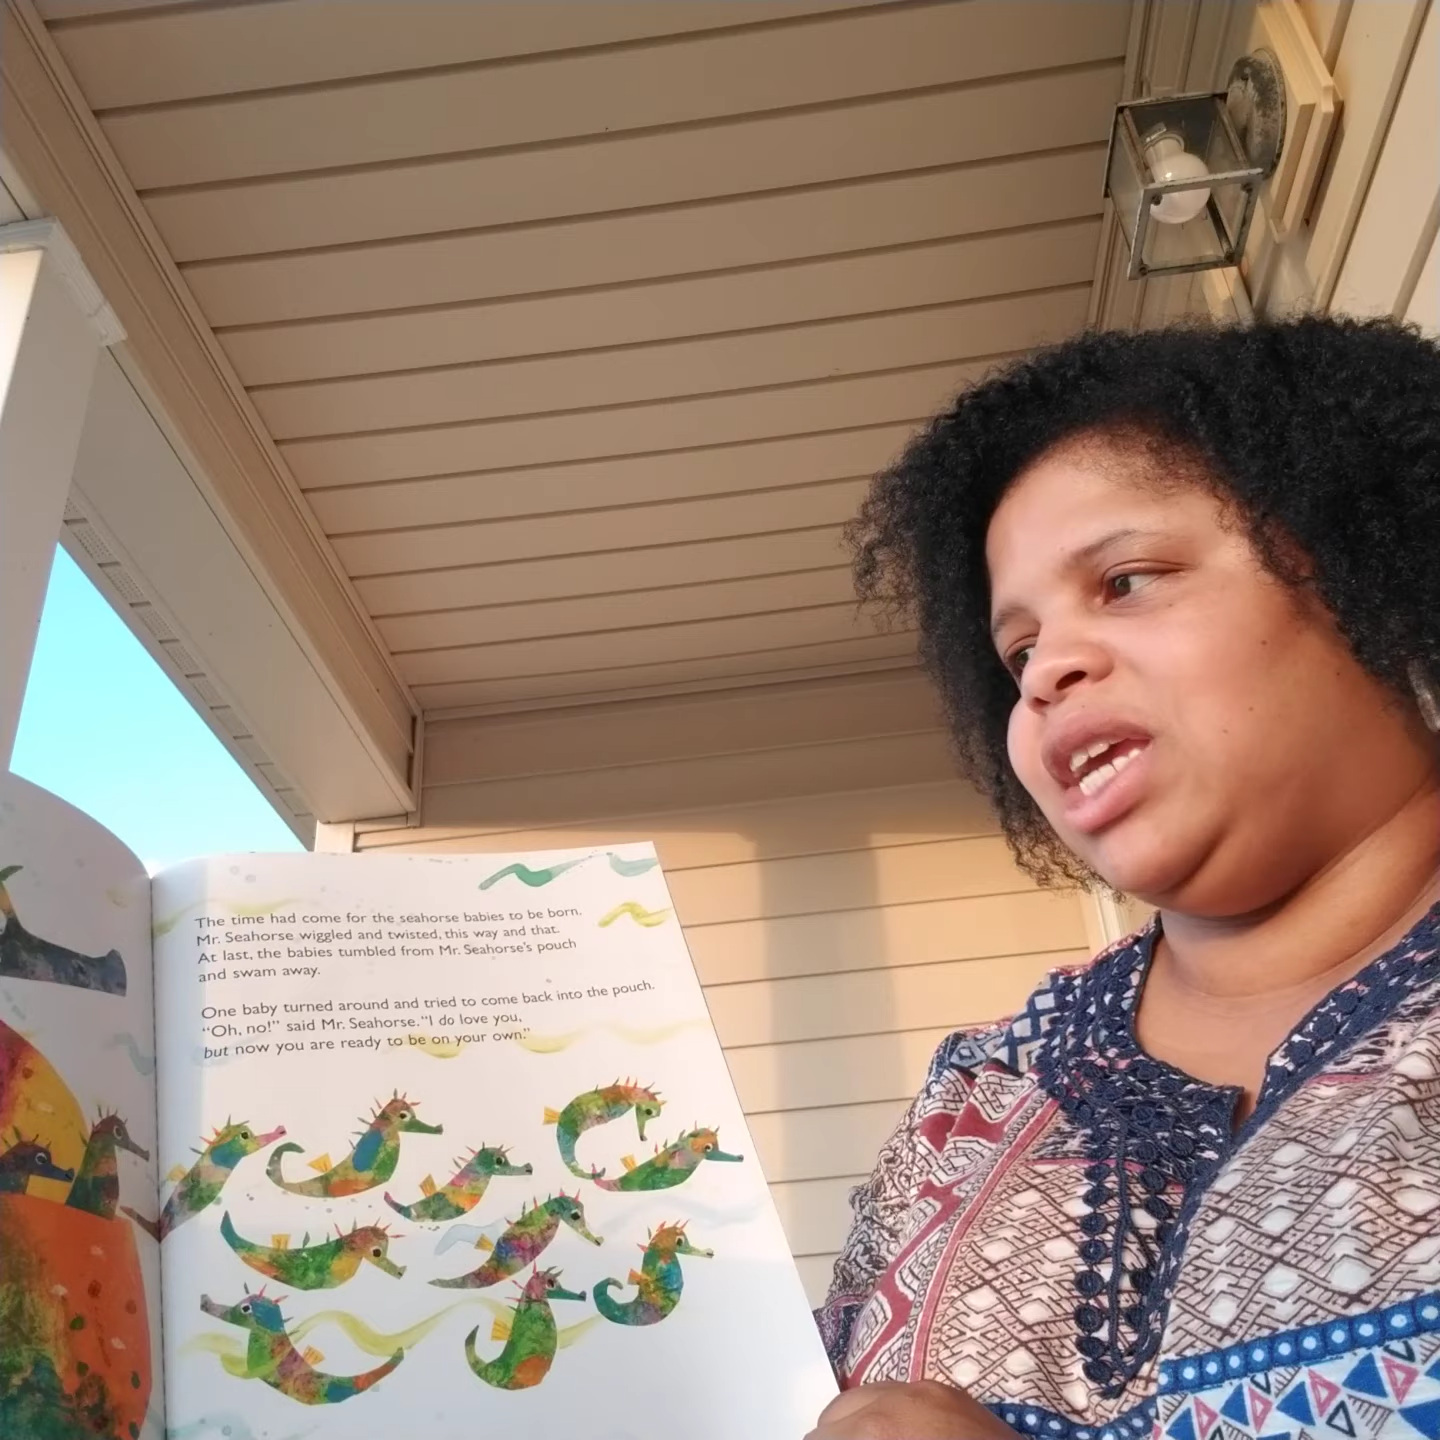 The time had come for the seahorse babies to be born.
Mr. Seahorse wiggled and twisted, this way and that.
At last, the babies tumbled from Mr. Seahorse's pouch
and swam away.
One baby turned around and tried to come back into the pouch.
"Oh, no!" said Mr. Seahorse. "I do love you,
but now you are ready to be on your own."